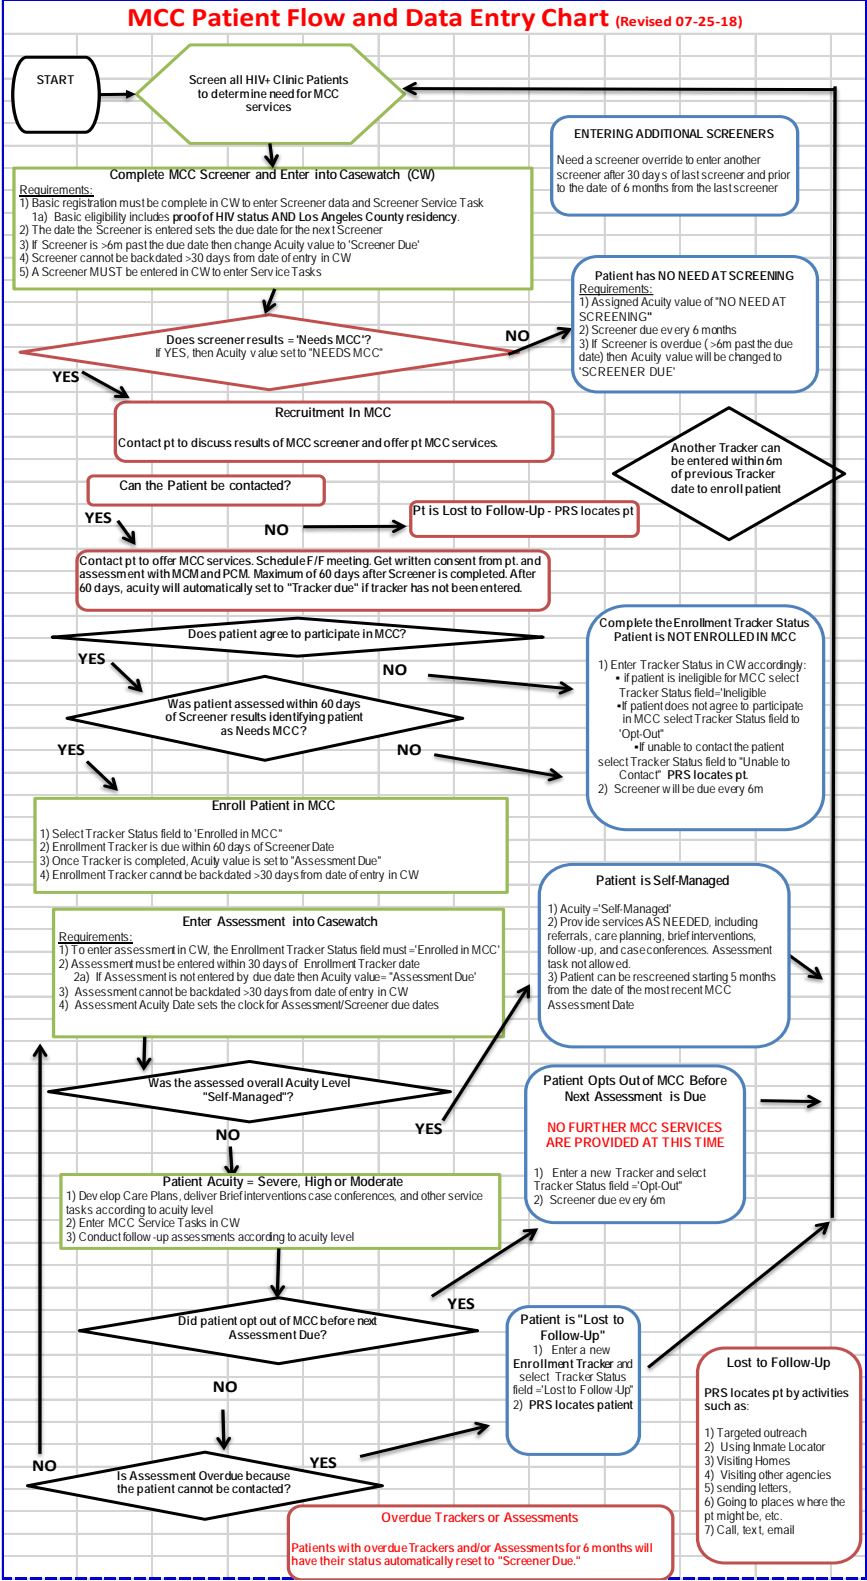 MCC Patient Flow and Data Entry Chart (Revised 07-25-18)
START
Screen all HIV+ Clinic Patients
to determine need for MCC
services
ENTERING ADDITIONAL SCREENERS
Need a screener override to enter another
screener after 30 days of last screener and prior
to the date of 6 months from the last screener
Complete MCC Screener and Enter into Casewatch (CW)
Requirements:
1) Basic registration must be complete in CW to enter Screener data and Screener Service Task
1a) Basic eligibility includes proof of HIV status AND Los Angeles County residency.
2) The date the Screener is entered sets the due date for the next Screener
3) If Screener is >6m past the due date then change Acuity value to 'Screener Due'
4) Screener cannot be backdated >30 days from date of entry in CW
5) A Screener MUST be entered in CW to enter Service Tasks
Patient has NO NEED AT SCREENING
Requirements:
1) Assigned Acuity value of "NO NEED AT
SCREENING"
2) Screener due every 6 months
3) If Screener is overdue ( >6m past the due
date) then Acuity value will be changed to
'SCREENER DUE'
Does screener results = 'Needs MCC'?
If YES, then Acuity value set to "NEEDS MCC"
NO
YES
Recruitment In MCC
Contact pt to discuss results of MCC screener and offer pt MCC services.
Another Tracker can
be entered within 6m
of previous Tracker
date to enroll patient
Can the Patient be contacted?
YES
NO
Pt is Lost to Follow-Up - PRS locates pt
Contact pt to offer MCC services. Schedule F/F meeting. Get written consent from pt. and
assessment with MCM and PCM. Maximum of 60 days after Screener is completed. After
60 days, acuity will automatically set to "Tracker due" if tracker has not been entered.
Does patient agree to participate in MCC?
YES
NO
Complete the Enrollment Tracker Status
Patient is NOT ENROLLED IN MCC
1) Enter Tracker Status in CW accordingly:
▪ if patient is ineligible for MCC select
Tracker Status field='Ineligible
▪If patient does not agree to participate
in MCC select Tracker Status field to
'Opt-Out"
▪If unable to contact the patient
select Tracker Status field to "Unable to
Contact" PRS locates pt.
2) Screener will be due every 6m
Was patient assessed within 60 days
of Screener results identifying patient
as Needs MCC?
YES
NO
Enroll Patient in MCC
1) Select Tracker Status field to 'Enrolled in MCC"
2) Enrollment Tracker is due within 60 days of Screener Date
3) Once Tracker is completed, Acuity value is set to "Assessment Due"
4) Enrollment Tracker cannot be backdated >30 days from date of entry in CW
Patient is Self-Managed
1) Acuity ='Self-Managed'
2) Provide services AS NEEDED, including
referrals, care planning, brief interventions,
follow-up, and case conferences. Assessment
task not allowed.
3) Patient can be rescreened starting 5 months
from the date of the most recent MCC
Assessment Date
Enter Assessment into Casewatch
Requirements:
1) To enter assessment in CW, the Enrollment Tracker Status field must ='Enrolled in MCC'
2) Assessment must be entered within 30 days of Enrollment Tracker date
2a) If Assessment is not entered by due date then Acuity value= "Assessment Due'
3) Assessment cannot be backdated >30 days from date of entry in CW
4) Assessment Acuity Date sets the clock for Assessment/Screener due dates
Was the assessed overall Acuity Level
"Self-Managed"?
YES
NO
Patient Opts Out of MCC Before
Next Assessment is Due
NO FURTHER MCC SERVICES
ARE PROVIDED AT THIS TIME
1) Enter a new Tracker and select
Tracker Status field ='Opt-Out"
2) Screener due every 6m
Patient Acuity = Severe, High or Moderate
1) Develop Care Plans, deliver Brief interventions case conferences, and other service
tasks according to acuity level
2) Enter MCC Service Tasks in CW
3) Conduct follow-up assessments according to acuity level
Did patient opt out of MCC before next
Assessment Due?
YES
NO
Patient is "Lost to
Follow-Up"
1) Enter a new
Enrollment Tracker and
select Tracker Status
field ='Lost to Follow-Up"
2) PRS locates patient
Lost to Follow-Up
PRS locates pt by activities
such as:
1) Targeted outreach
2) Using Inmate Locator
3) Visiting Homes
4) Visiting other agencies
5) sending letters,
6) Going to places where the
pt might be, etc.
7) Call, text, email
Is Assessment Overdue because
the patient cannot be contacted?
YES
NO
Overdue Trackers or Assessments
Patients with overdue Trackers and/or Assessments for 6 months will
have their status automatically reset to "Screener Due."